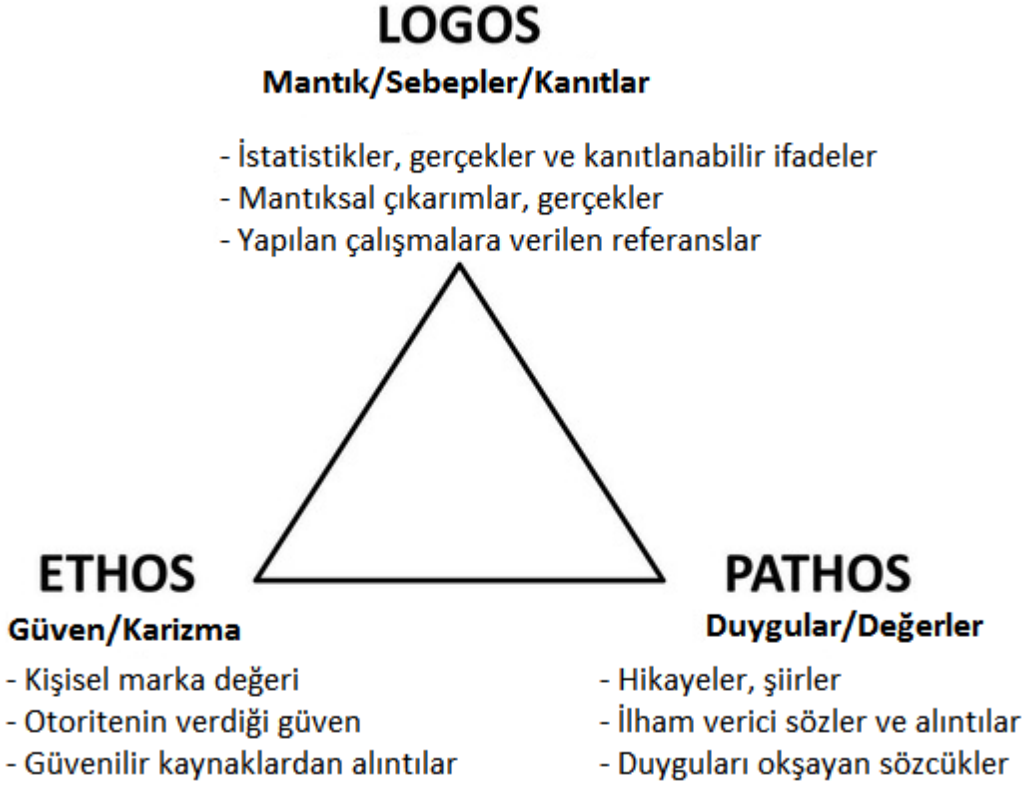 LOGOS
Mantık/Sebepler/Kanıtlar
- İstatistikler, gerçekler ve kanıtlanabilir ifadeler
- Mantıksal çıkarımlar, gerçekler
- Yapılan çalışmalara verilen referanslar
ETHOS
Güven/Karizma
- Kişisel marka değeri
- Otoritenin verdiği güven
- Güvenilir kaynaklardan alıntılar
PATHOS
Duygular/Değerler
- Hikayeler, şiirler
- İlham verici sözler ve alıntılar
- Duyguları okşayan sözcükler